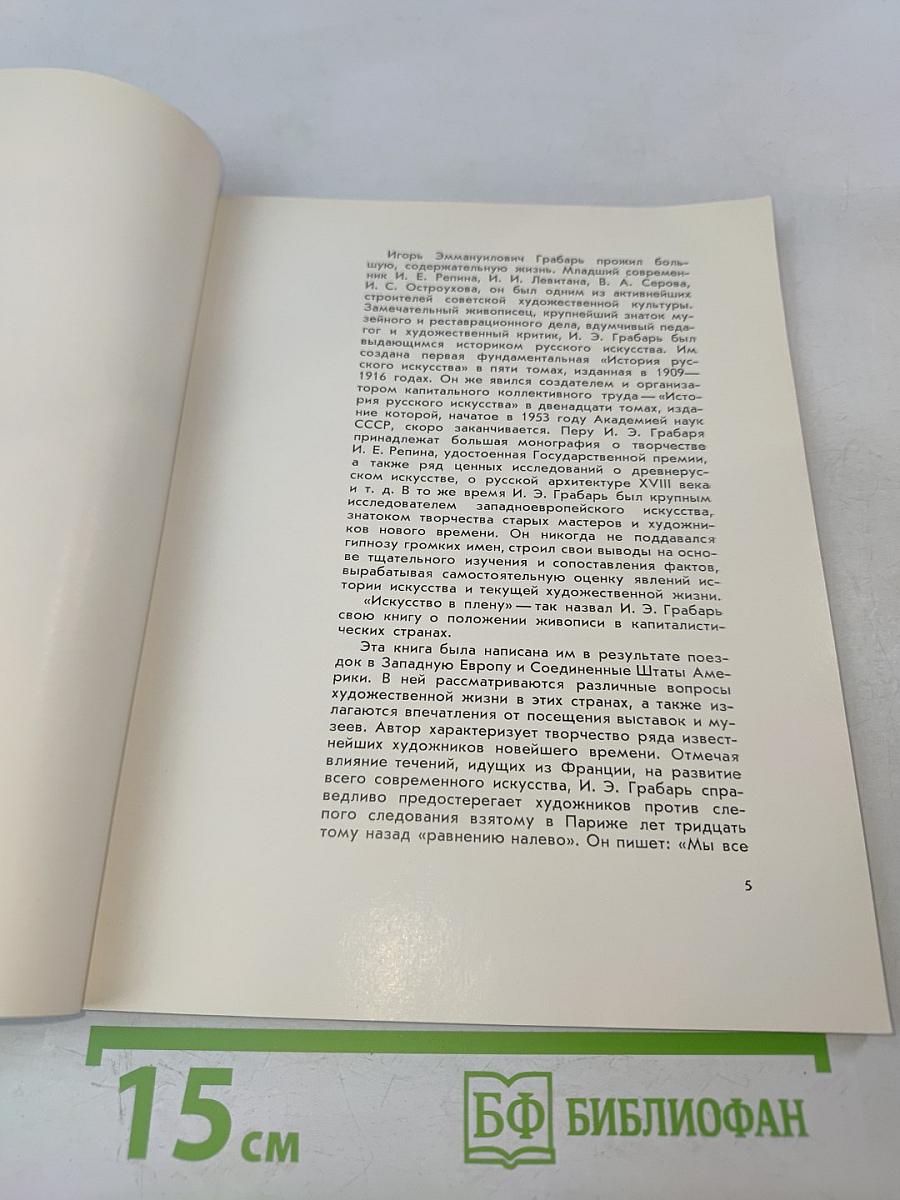 Игорь Эммануилович Грабарь прожил боль-
шую, содержательную жизнь. Младший современ-
ник И. Е. Репина, И. И. Левитана, В. А. Серова,
И. С. Остроухова, он был одним из активнейших
строителей советской художественной культуры.
Замечательный живописец, крупнейший знаток му-
зейного и реставрационного дела, вдумчивый педа-
гог и художественный критик, И. Э. Грабарь был
выдающимся историком русского искусства. Им
создана первая фундаментальная «История рус-
ского искусства» в пяти томах, изданная в 1909—
1916 годах. Он же явился создателем и организа-
тором капитального коллективного труда — «Исто-
рия русского искусства» в двенадцати томах, изда-
ние которой, начатое в 1953 году Академией наук
СССР, скоро заканчивается. Перу И. Э. Грабаря
принадлежат большая монография о творчестве
И. Е. Репина, удостоенная Государственной премии,
а также ряд ценных исследований о древнерус-
ском искусстве, о русской архитектуре XVIII века
и т. д. В то же время И. Э. Грабарь был крупным
исследователем западноевропейского искусства,
знатоком творчества старых мастеров и художни-
ков нового времени. Он никогда не поддавался
гипнозу громких имен, строил свои выводы на осно-
ве тщательного изучения и сопоставления фактов,
вырабатывая самостоятельную оценку явлений ис-
тории искусства и текущей художественной жизни.
«Искусство в плену» — так назвал И. Э. Грабарь
свою книгу о положении живописи в капиталисти-
ческих странах.
Эта книга была написана им в результате поез-
док в Западную Европу и Соединенные Штаты Аме-
рики. В ней рассматриваются различные вопросы
художественной жизни в этих странах, а также из-
лагаются впечатления от посещения выставок и му-
зеев. Автор характеризует творчество ряда извест-
нейших художников новейшего времени. Отмечая
влияние течений, идущих из Франции, на развитие
всего современного искусства, И. Э. Грабарь спра-
ведливо предостерегает художников против сле-
пого следования взятому в Париже лет тридцать
тому назад «равнению налево». Он пишет: «Мы все
5
15 см
БФ БИБЛИОФАН